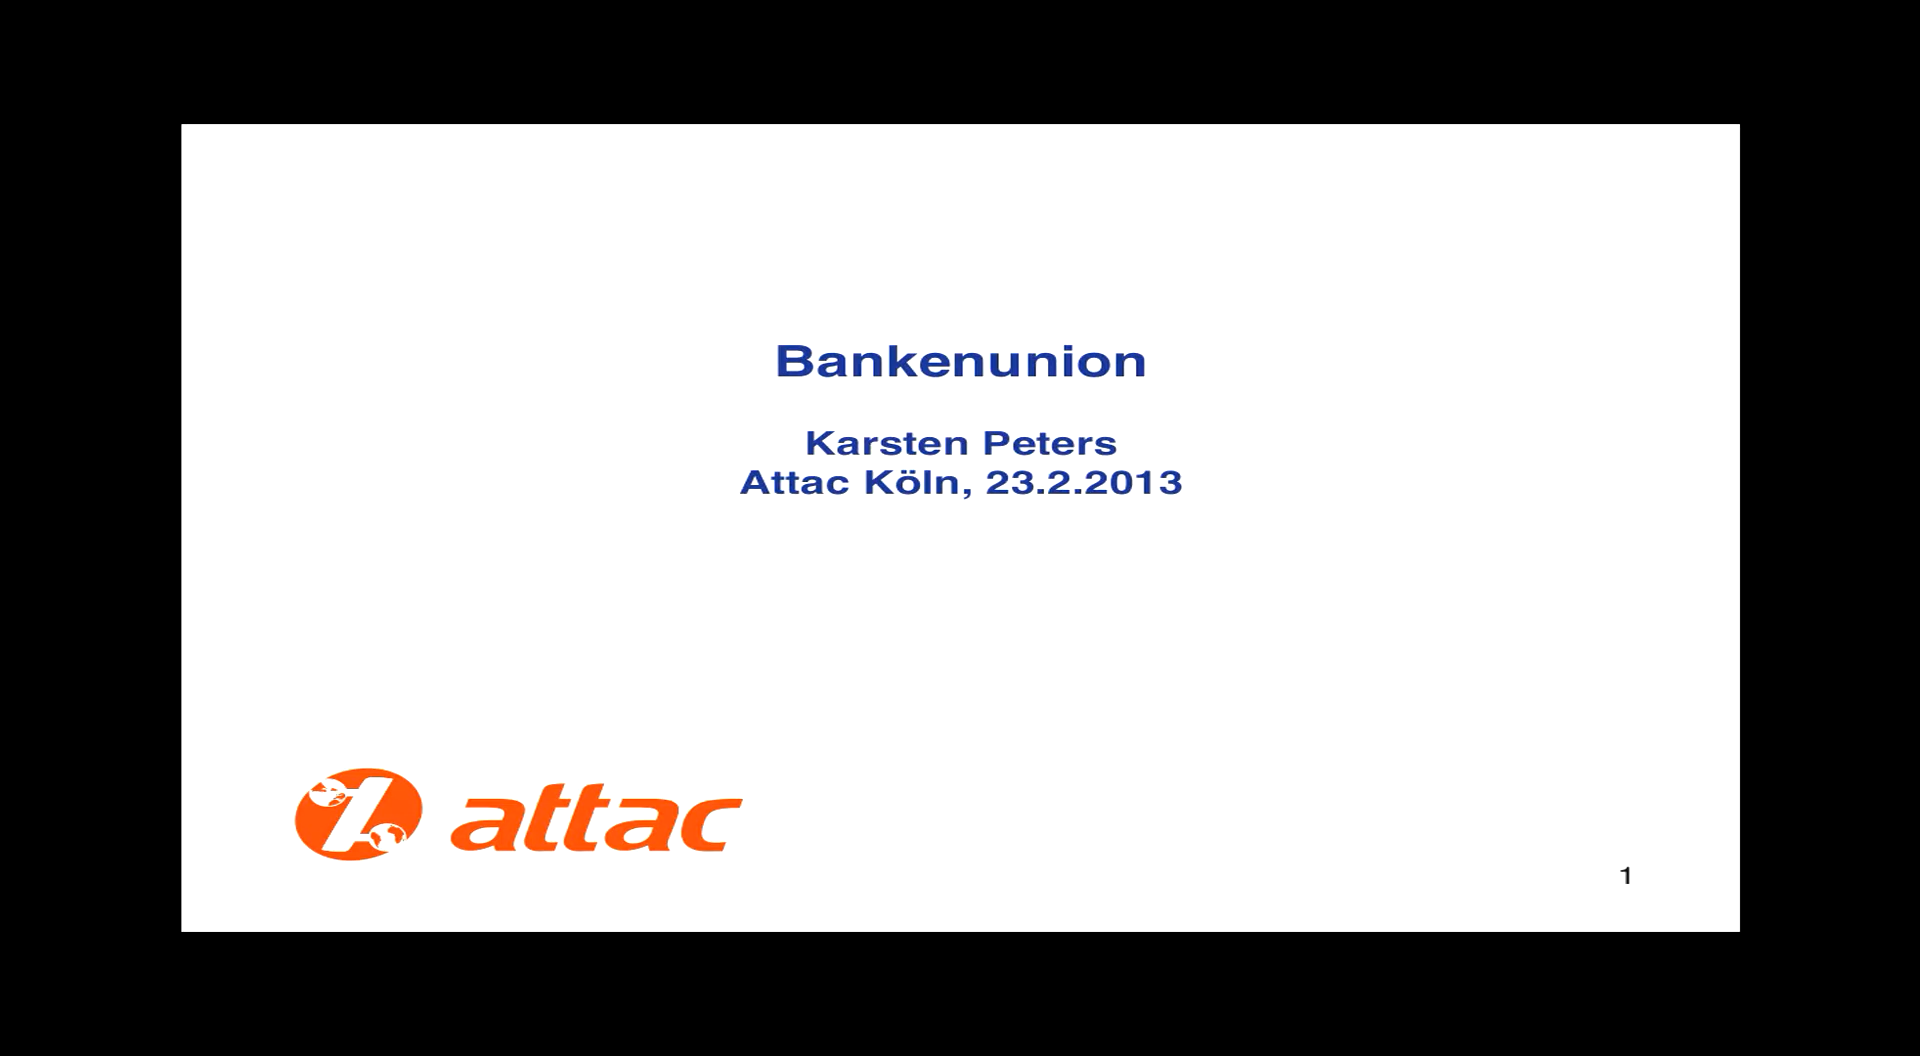 Bankenunion
Karsten Peters
Attac Köln, 23.2.2013
attac
1